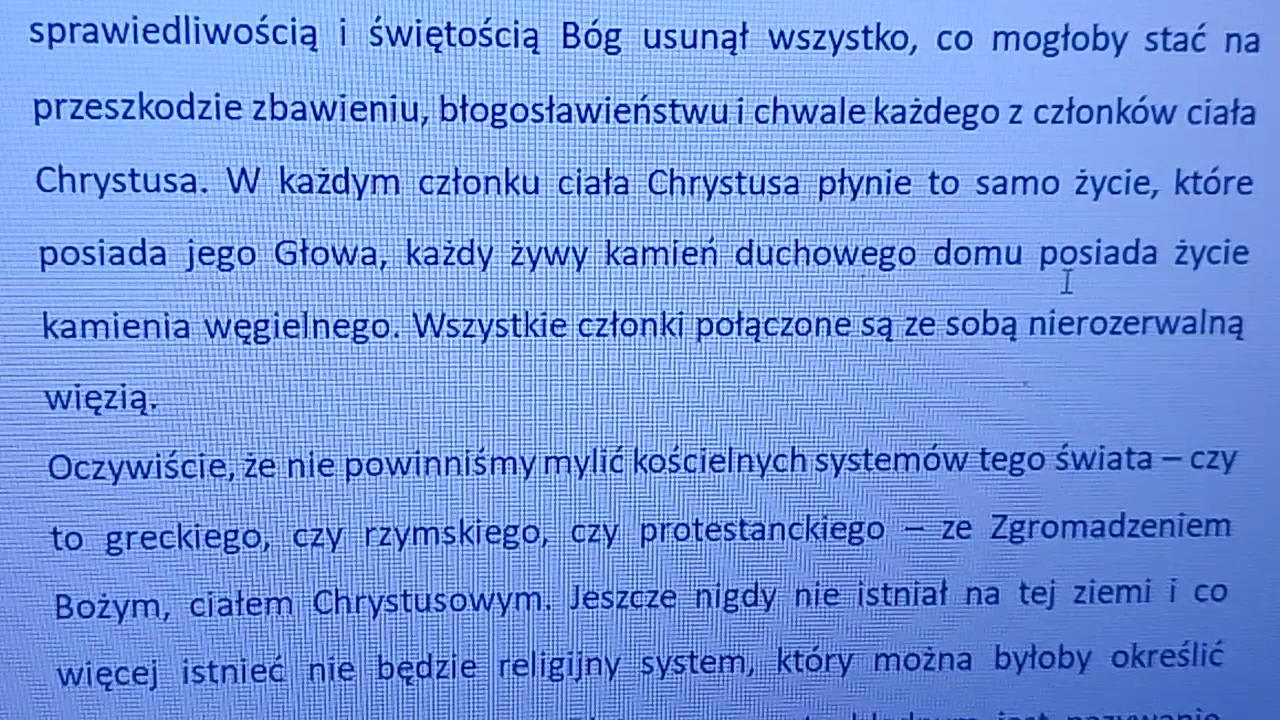 sprawiedliwością i świętością Bóg usunął wszystko, co mogłoby stać na
przeszkodzie zbawieniu, błogosławieństwu i chwale każdego z członków ciała
Chrystusa. W każdym członku ciała Chrystusa płynie to samo życie, które
posiada jego Głowa, każdy żywy kamień duchowego domu posiada życie
kamienia węgielnego. Wszystkie członki połączone są ze sobą nierozerwalną
więzią.
Oczywiście, że nie powinniśmy mylić kościelnych systemów tego świata – czy
to greckiego, czy rzymskiego, czy protestanckiego – ze Zgromadzeniem
Bożym, ciałem Chrystusowym. Jeszcze nigdy nie istniał na tej ziemi i co
więcej istnieć nie będzie religijny system, który można byłoby określić